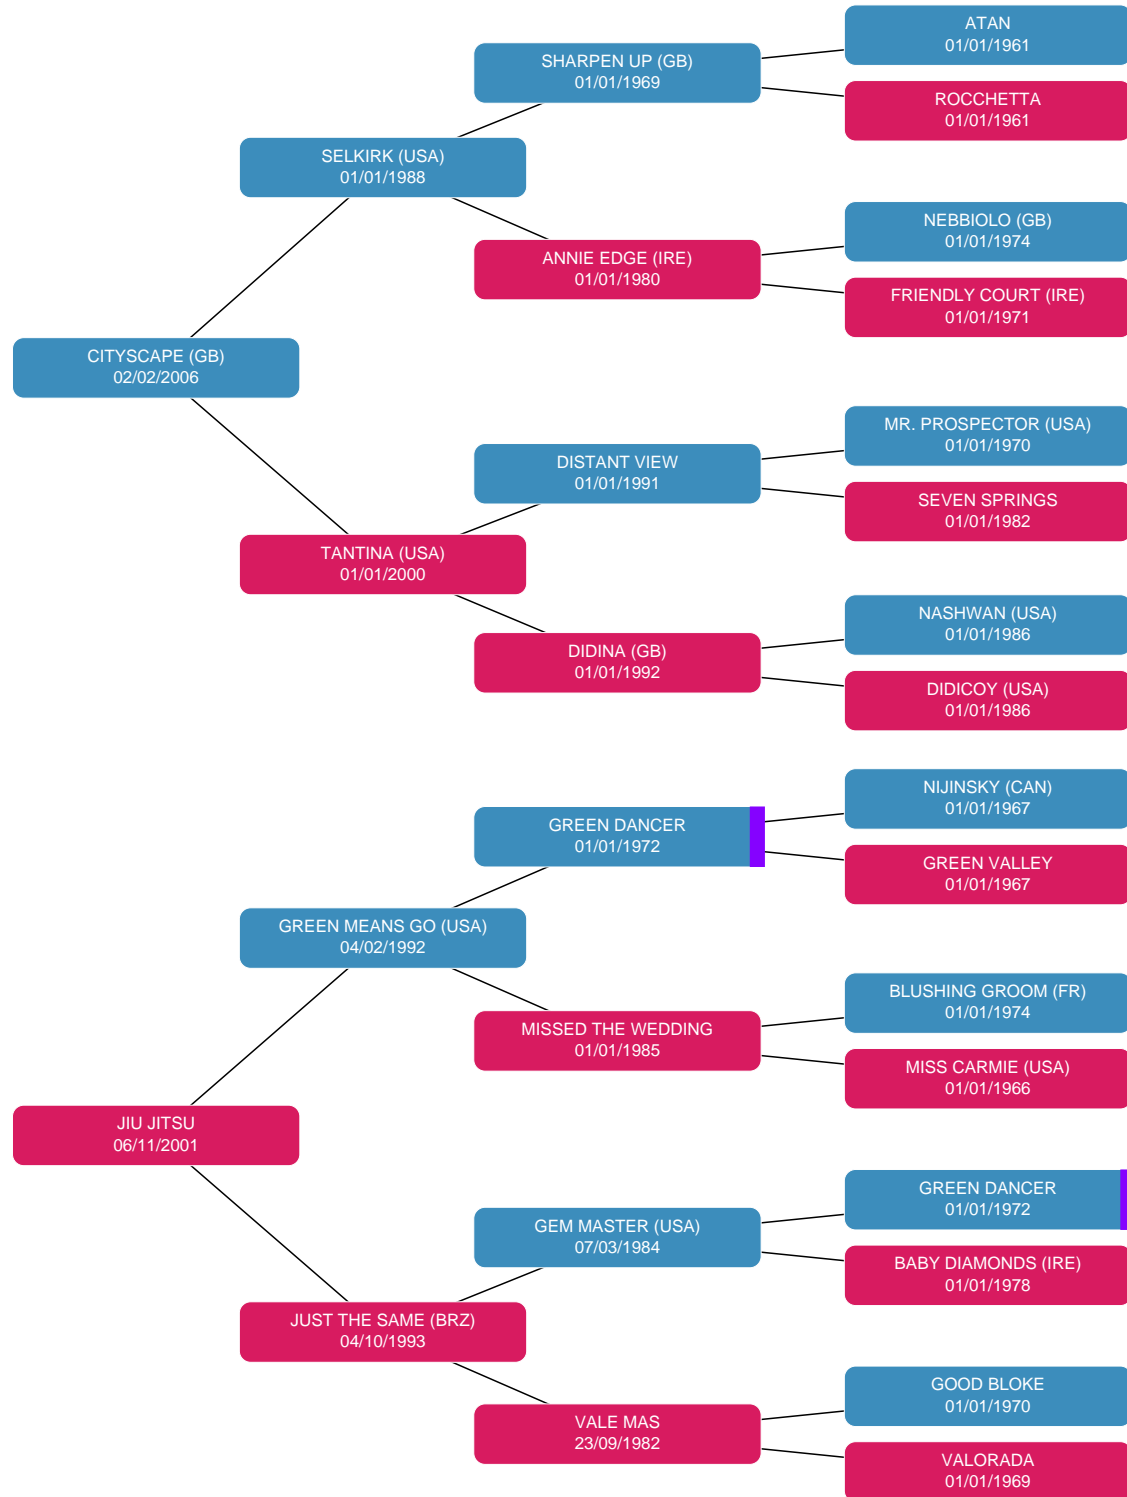 ATAN
01/01/1961
SHARPEN UP (GB)
01/01/1969
ROCCHETTA
01/01/1961
SELKIRK (USA)
01/01/1988
NEBBIOLO (GB)
01/01/1974
ANNIE EDGE (IRE)
01/01/1980
FRIENDLY COURT (IRE)
01/01/1971
CITYSCAPE (GB)
02/02/2006
MR. PROSPECTOR (USA)
01/01/1970
DISTANT VIEW
01/01/1991
SEVEN SPRINGS
01/01/1982
TANTINA (USA)
01/01/2000
NASHWAN (USA)
01/01/1986
DIDINA (GB)
01/01/1992
DIDICOY (USA)
01/01/1986
NIJINSKY (CAN)
01/01/1967
GREEN DANCER
01/01/1972
GREEN VALLEY
01/01/1967
GREEN MEANS GO (USA)
04/02/1992
BLUSHING GROOM (FR)
01/01/1974
MISSED THE WEDDING
01/01/1985
MISS CARMIE (USA)
01/01/1966
JIU JITSU
06/11/2001
GREEN DANCER
01/01/1972
GEM MASTER (USA)
07/03/1984
BABY DIAMONDS (IRE)
01/01/1978
JUST THE SAME (BRZ)
04/10/1993
GOOD BLOKE
01/01/1970
VALE MAS
23/09/1982
VALORADA
01/01/1969